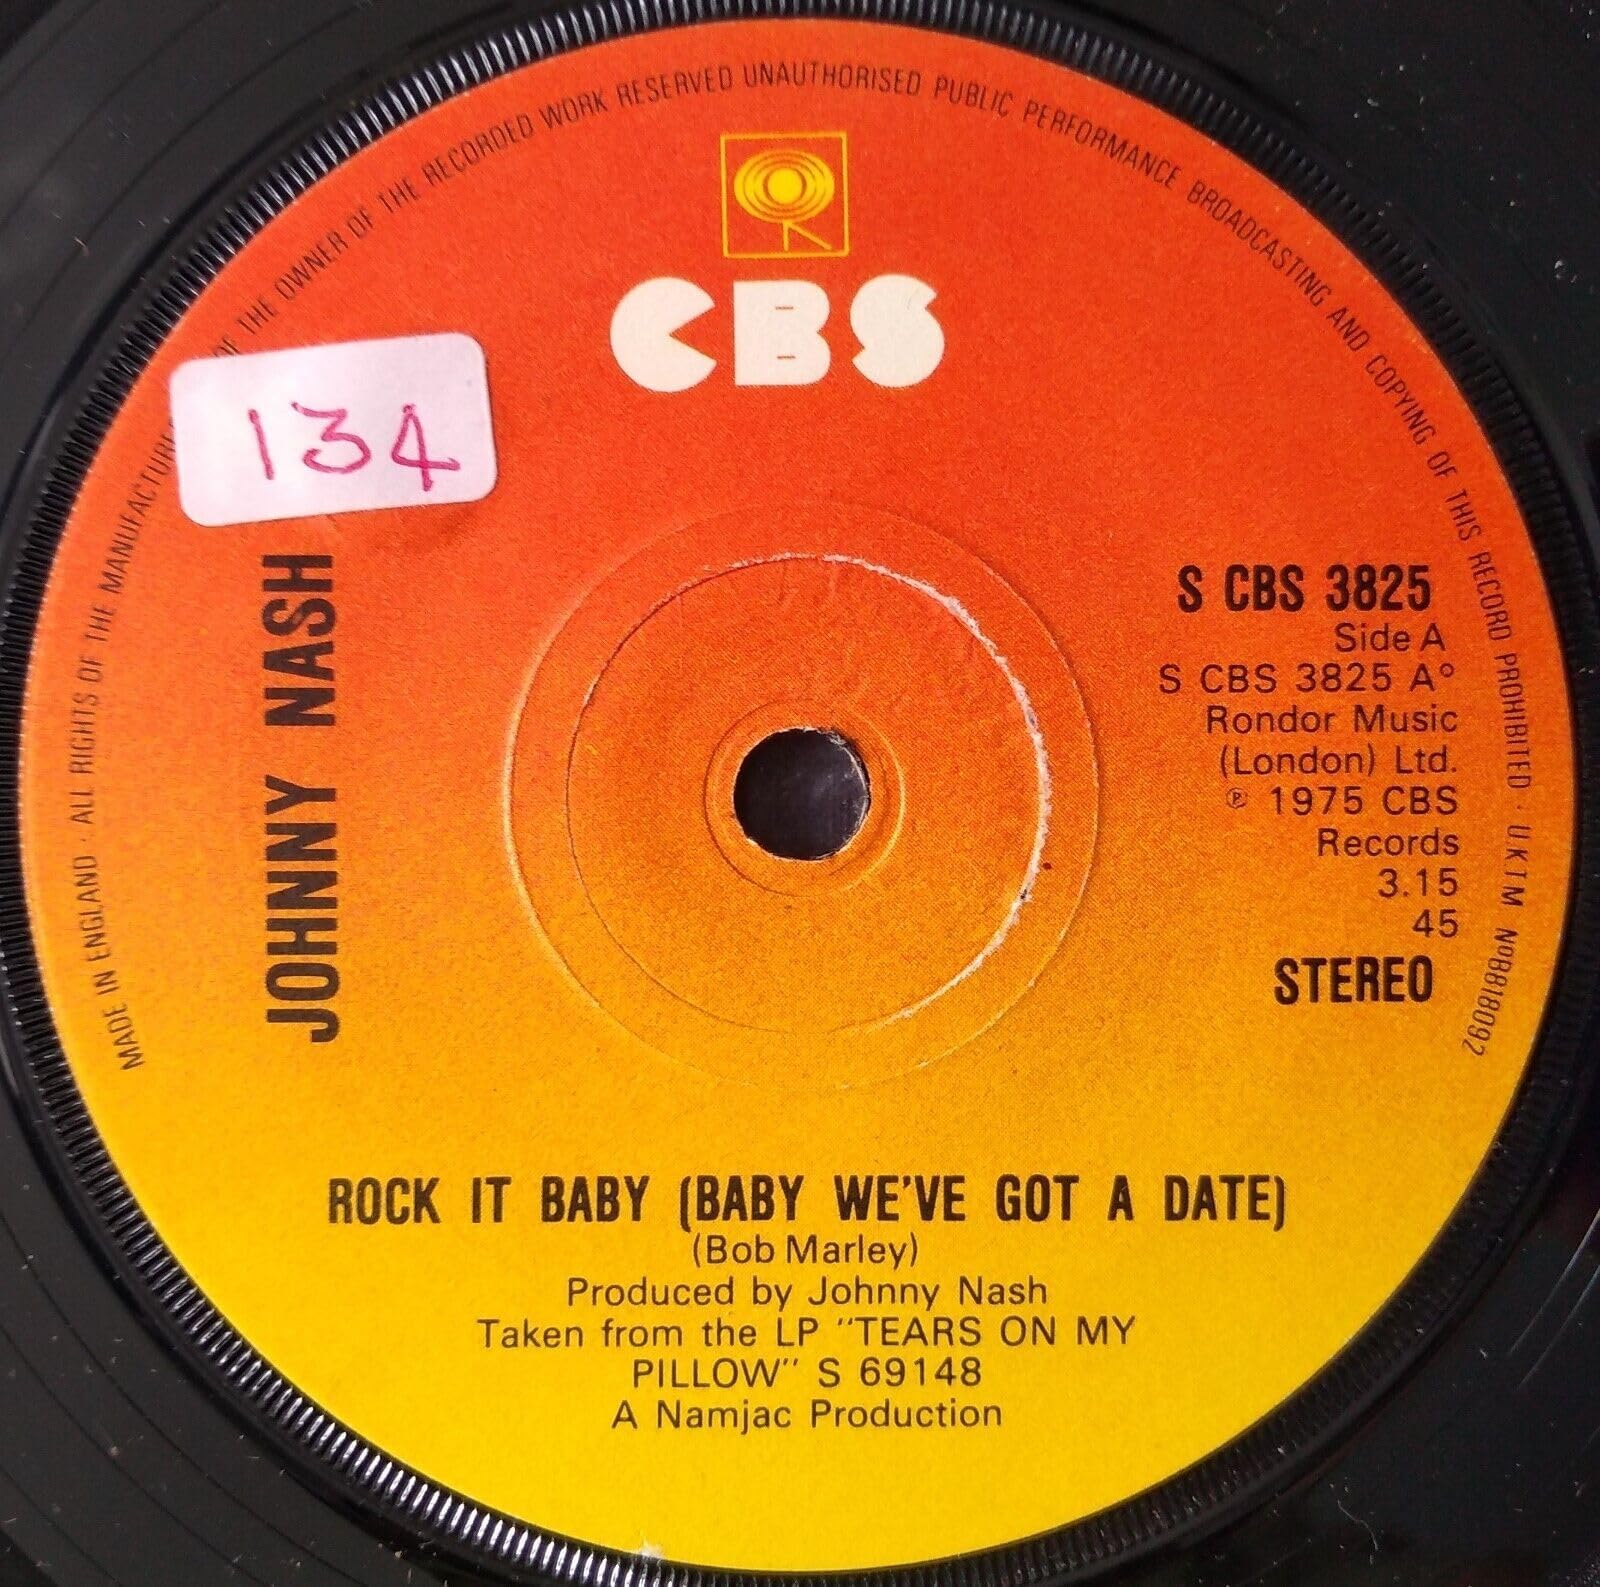 MADE IN ENGLAND · ALL RIGHTS OF THE OF THE OWNER OF THE RECORDED WORK RESERVED UNAUTHORISED PUBLIC PERFORMANCE BROADCASTING AND COPYING OF THIS RECORD PROHIBITED · U.K.T.M. No 8818092
CBS
134
JOHNNY NASH
S CBS 3825
Side A
S CBS 3825 A°
Rondor Music
(London) Ltd.
℗ 1975 CBS
Records
3.15
45
STEREO
ROCK IT BABY (BABY WE'VE GOT A DATE)
(Bob Marley)
Produced by Johnny Nash
Taken from the LP "TEARS ON MY
PILLOW" S 69148
A Namjac Production